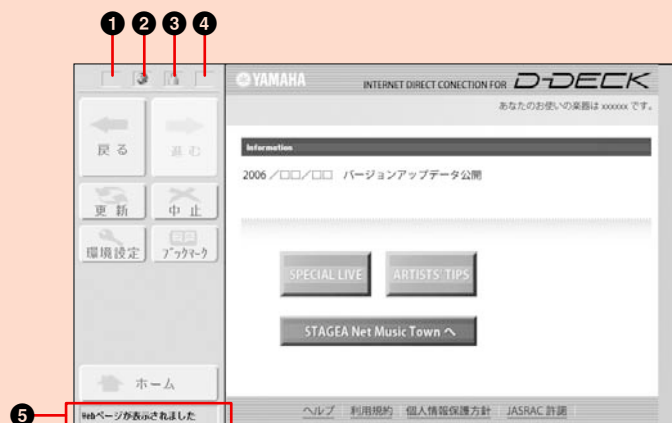 ❶ ❷ ❸ ❹
YAMAHA
INTERNET DIRECT CONECTION FOR D-DECK
あなたのお使いの楽器は xxxxxx です。
戻る
進む
Information
2006 /□□/□□ バージョンアップデータ公開
更新
中止
環境設定
ブックマーク
SPECIAL LIVE
ARTISTS' TIPS
STAGEA Net Music Town へ
ホーム
❺
Webページが表示されました
ヘルプ 利用規約 個人情報保護方針 JASRAC 許諾